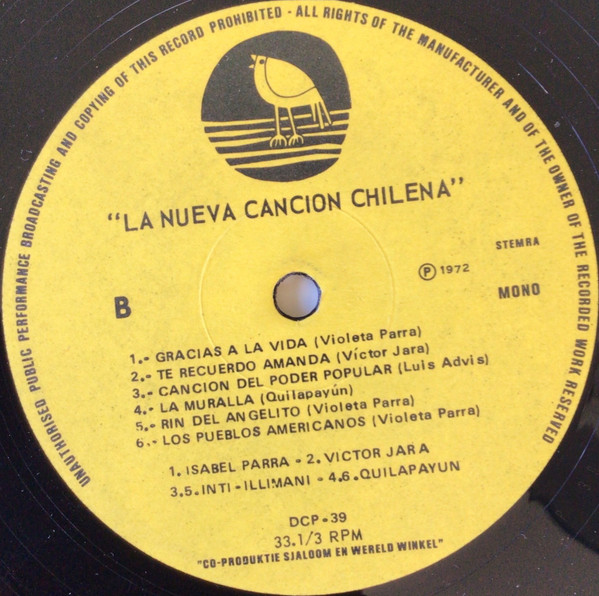 UNAUTHORISED PUBLIC PERFORMANCE BROADCASTING AND COPYING OF THIS RECORD PROHIBITED - ALL RIGHTS OF THE MANUFACTURER AND OF THE OWNER OF THE RECORDED WORK RESERVED
"LA NUEVA CANCION CHILENA"
STEMRA
Ⓟ 1972
B
MONO
1.- GRACIAS A LA VIDA (Violeta Parra)
2.- TE RECUERDO AMANDA (Víctor Jara)
3.- CANCION DEL PODER POPULAR (Luis Advis)
4.- LA MURALLA (Quilapayún)
5.- RIN DEL ANGELITO (Violeta Parra)
6.- LOS PUEBLOS AMERICANOS (Violeta Parra)
1. ISABEL PARRA - 2. VICTOR JARA
3.5. INTI-ILLIMANI - 4.6. QUILAPAYUN
DCP-39
33.1/3 RPM
"CO-PRODUKTIE SJALOOM EN WERELD WINKEL"